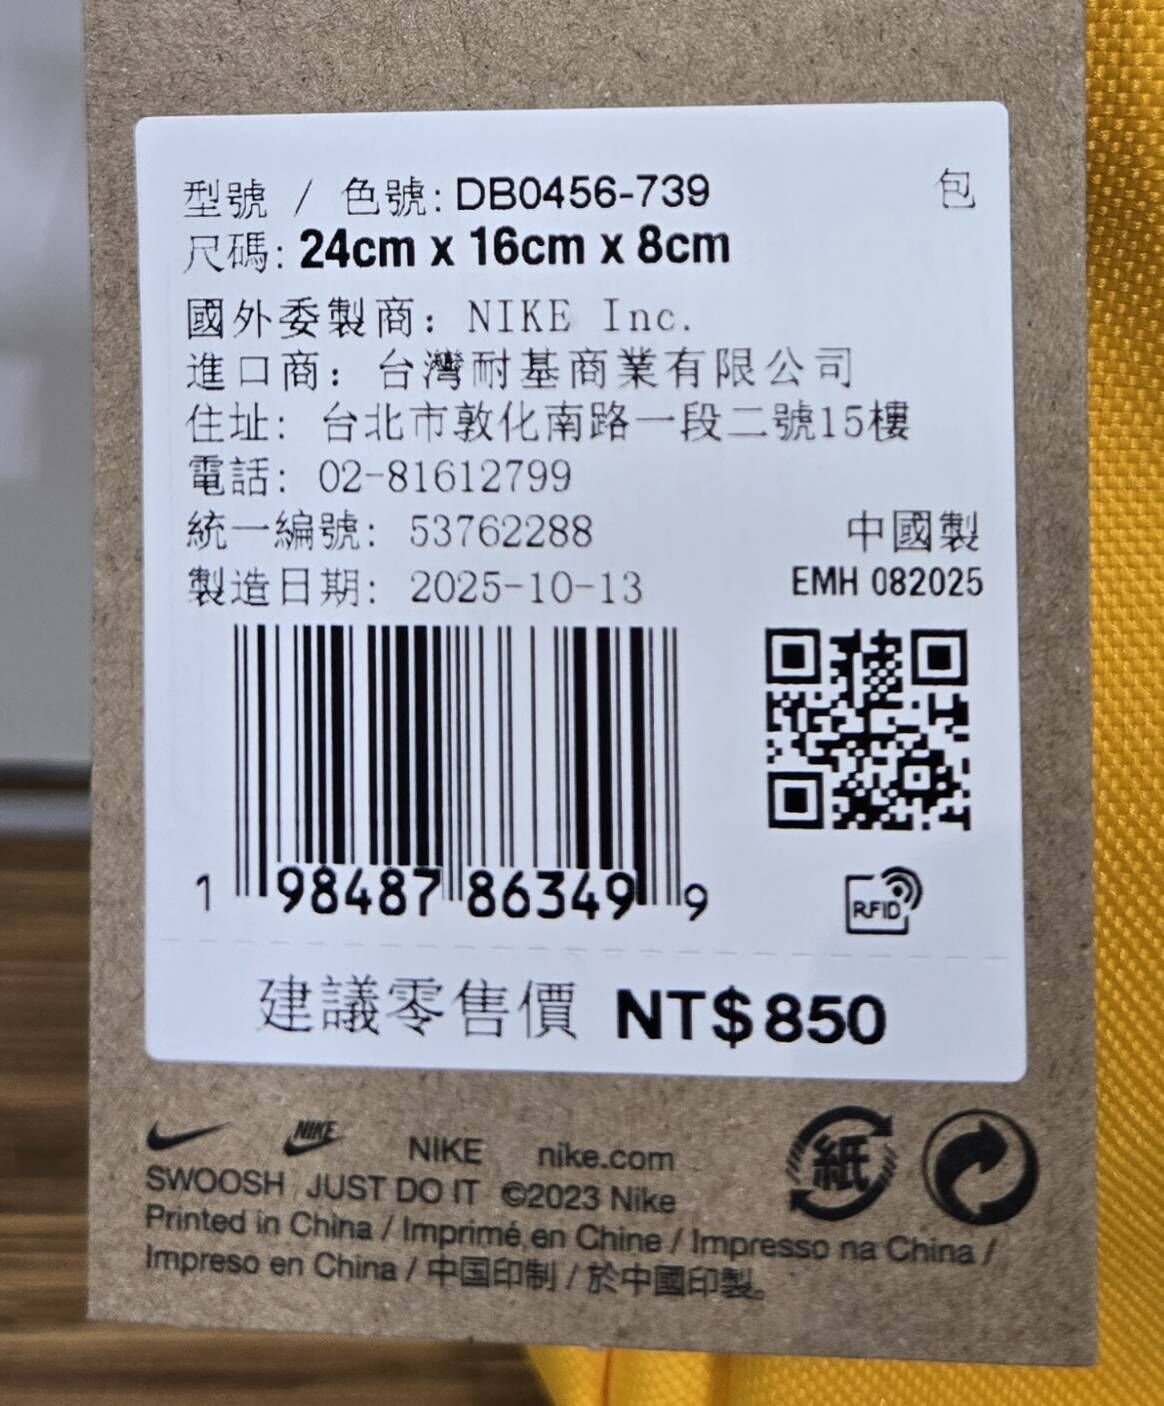 型號 / 色號: DB0456-739 包
尺碼: 24cm x 16cm x 8cm
國外委製商: NIKE Inc.
進口商: 台灣耐基商業有限公司
住址: 台北市敦化南路一段二號15樓
電話: 02-81612799
統一編號: 53762288
中國製
製造日期: 2025-10-13
EMH 082025
1 98487 86349 9
RFID
建議零售價 NT$850
NIKE NIKE nike.com
紙
SWOOSH JUST DO IT ©2023 Nike
Printed in China / Imprimé en Chine / Impresso na China /
Impreso en China / 中国印制 / 於中國印製。